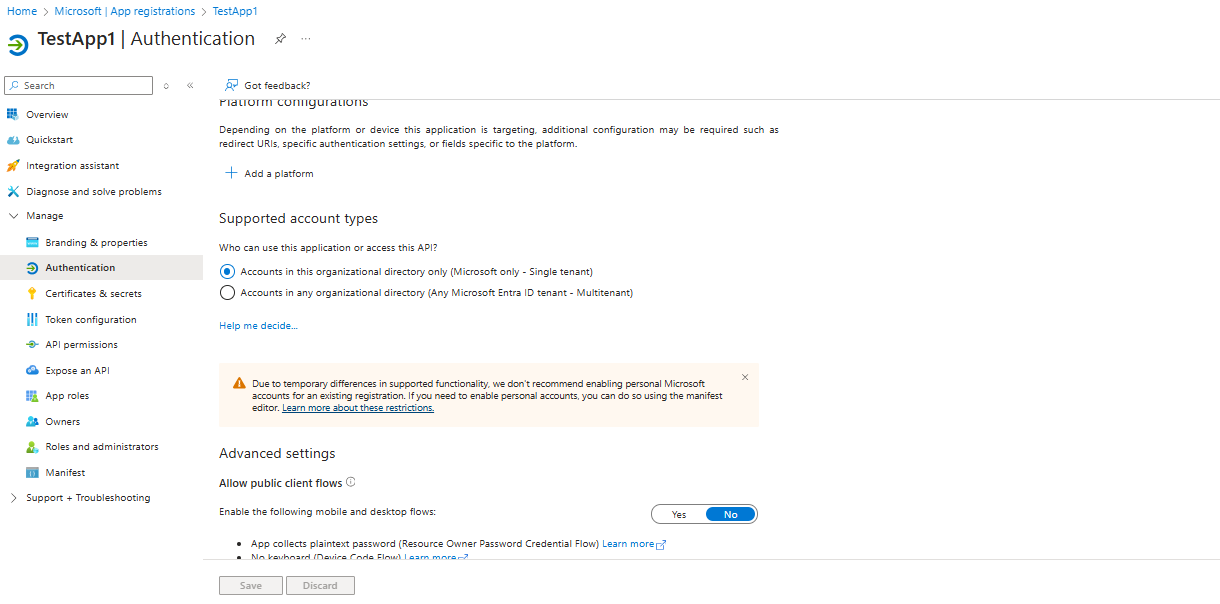 Home > Microsoft | App registrations > TestApp1
TestApp1 | Authentication
Search
Got feedback?
Overview
Quickstart
Integration assistant
Diagnose and solve problems
Manage
Branding & properties
Authentication
Certificates & secrets
Token configuration
API permissions
Expose an API
App roles
Owners
Roles and administrators
Manifest
Support + Troubleshooting
Platform configurations
Depending on the platform or device this application is targeting, additional configuration may be required such as
redirect URIs, specific authentication settings, or fields specific to the platform.
Add a platform
Supported account types
Who can use this application or access this API?
Accounts in this organizational directory only (Microsoft only - Single tenant)
Accounts in any organizational directory (Any Microsoft Entra ID tenant - Multitenant)
Help me decide...
Due to temporary differences in supported functionality, we don't recommend enabling personal Microsoft
accounts for an existing registration. If you need to enable personal accounts, you can do so using the manifest
editor. Learn more about these restrictions.
Advanced settings
Allow public client flows
Enable the following mobile and desktop flows:
Yes No
• App collects plaintext password (Resource Owner Password Credential Flow) Learn more
• No keyboard (Device Code Flow) Learn more
Save Discard